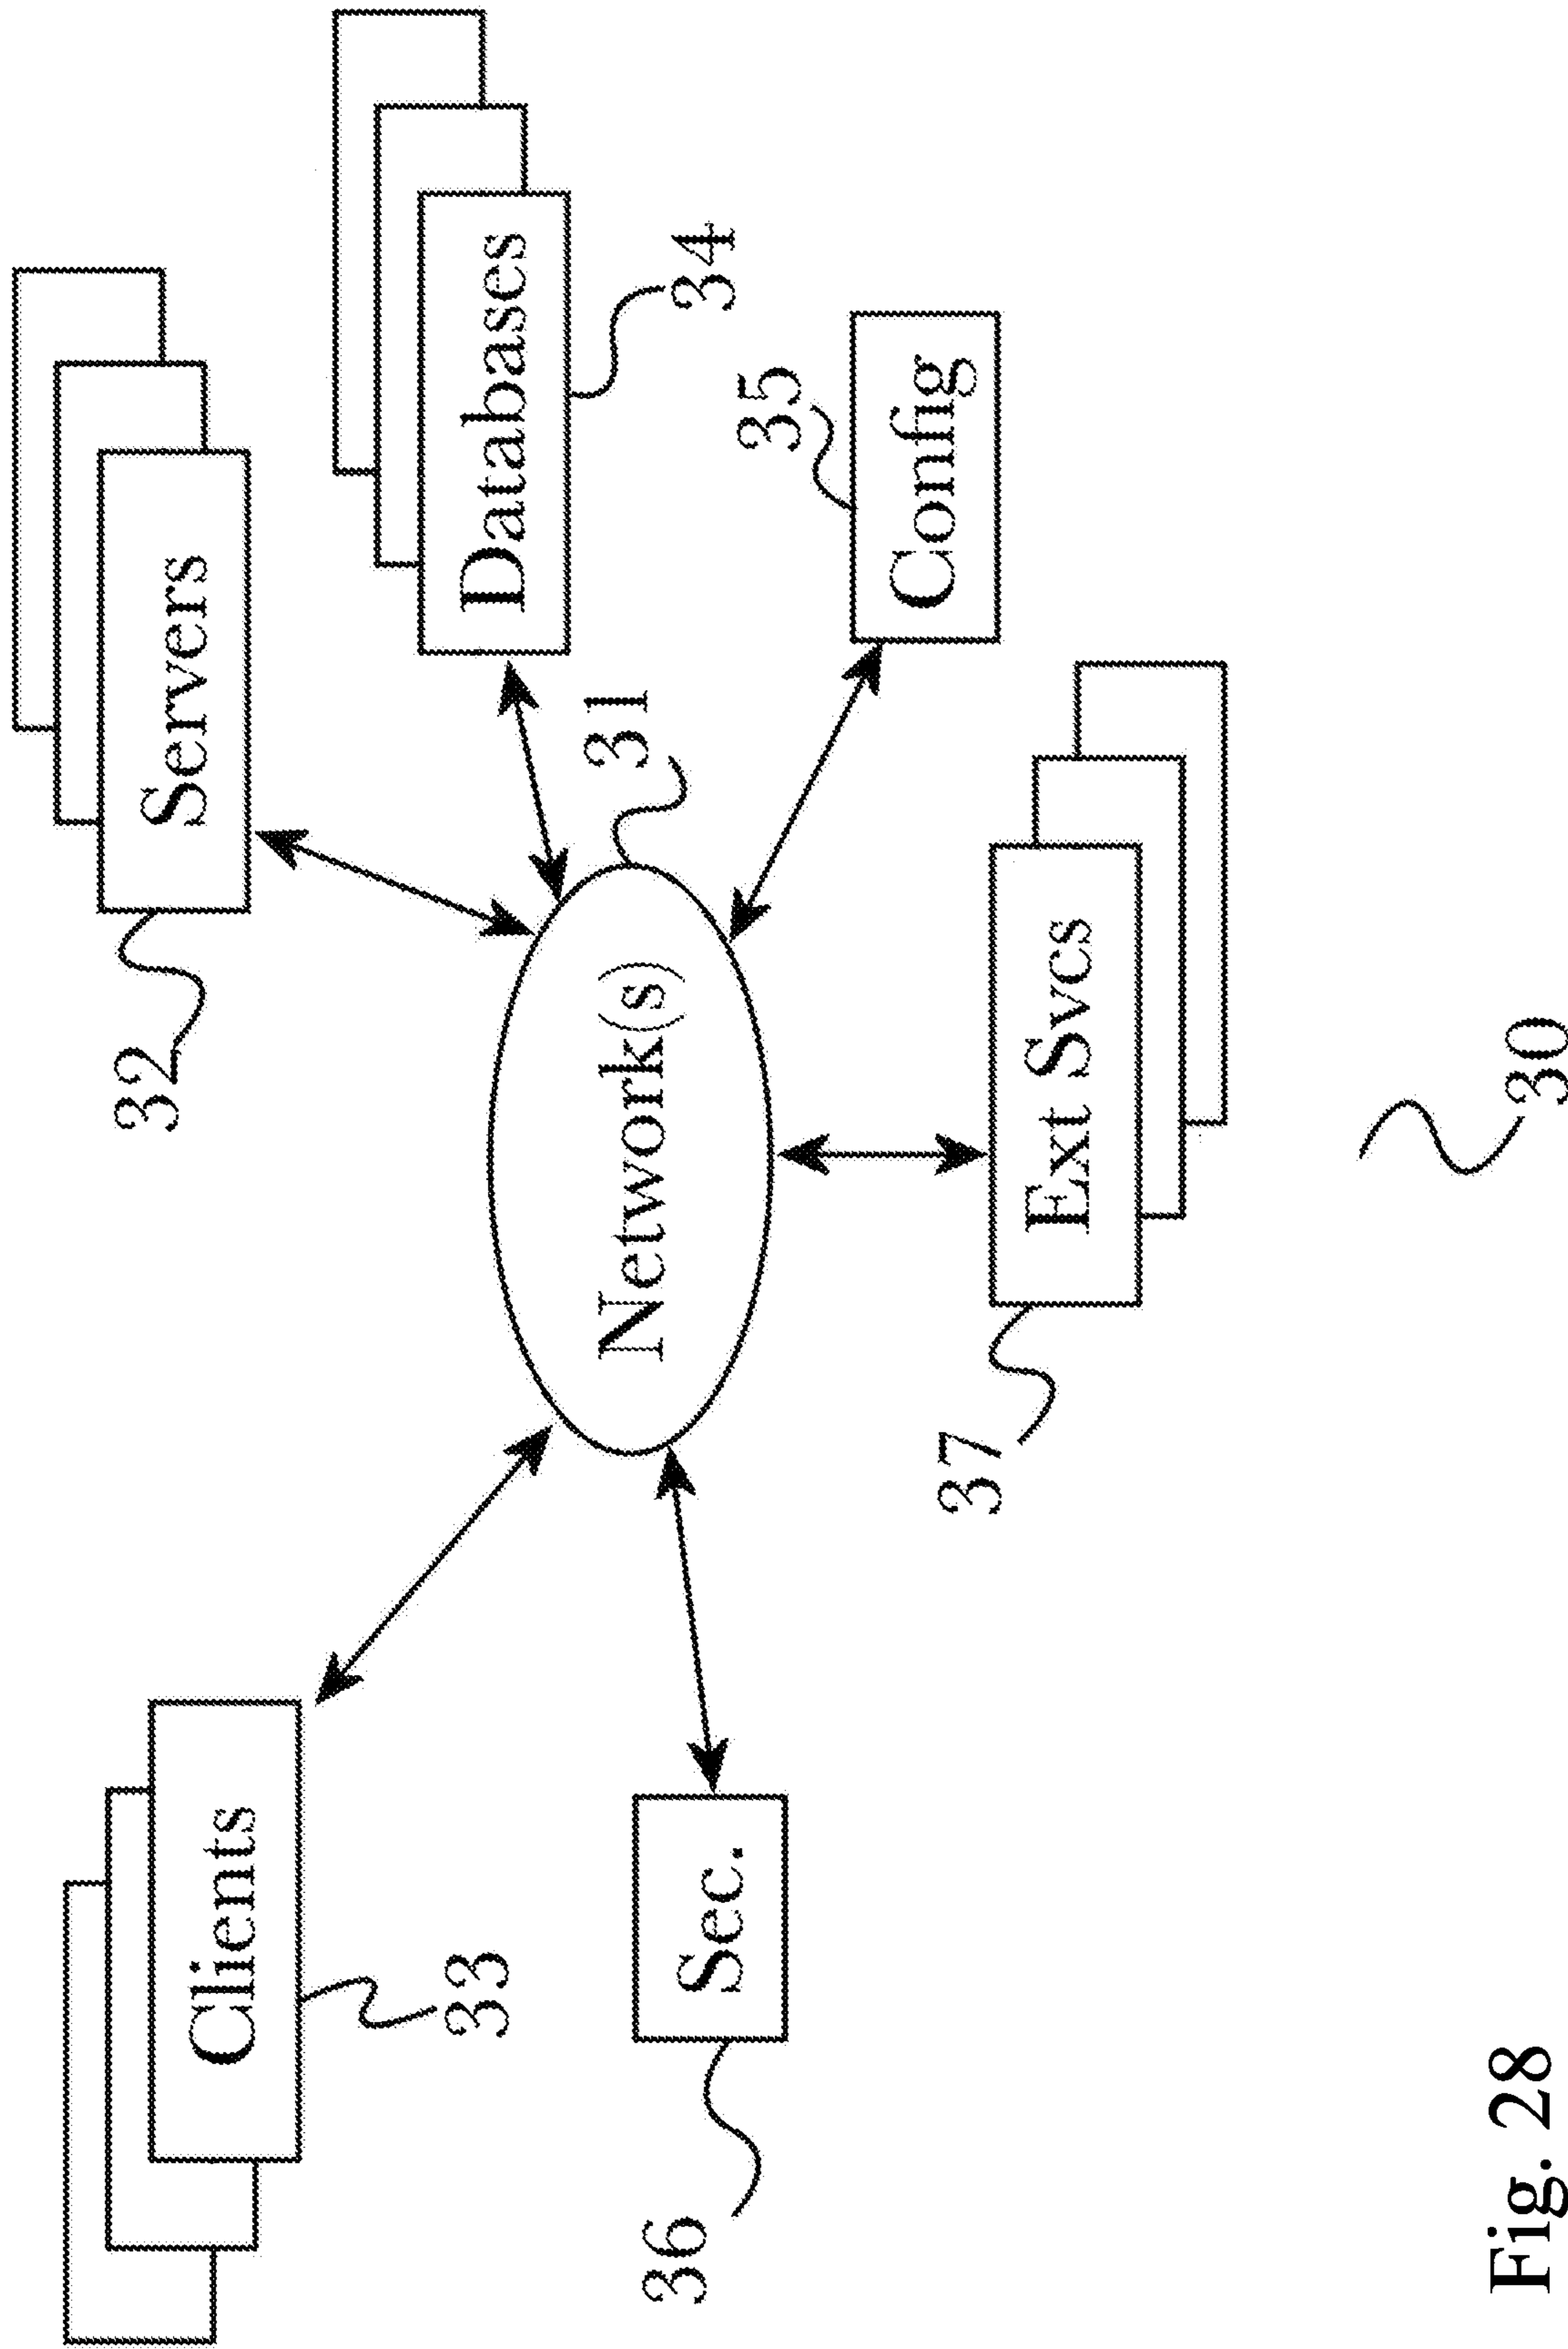 Clients
33
Servers
32
Databases
34
Network(s)
31
Sec.
36
Config
35
Ext Svcs
37
30
Fig. 28